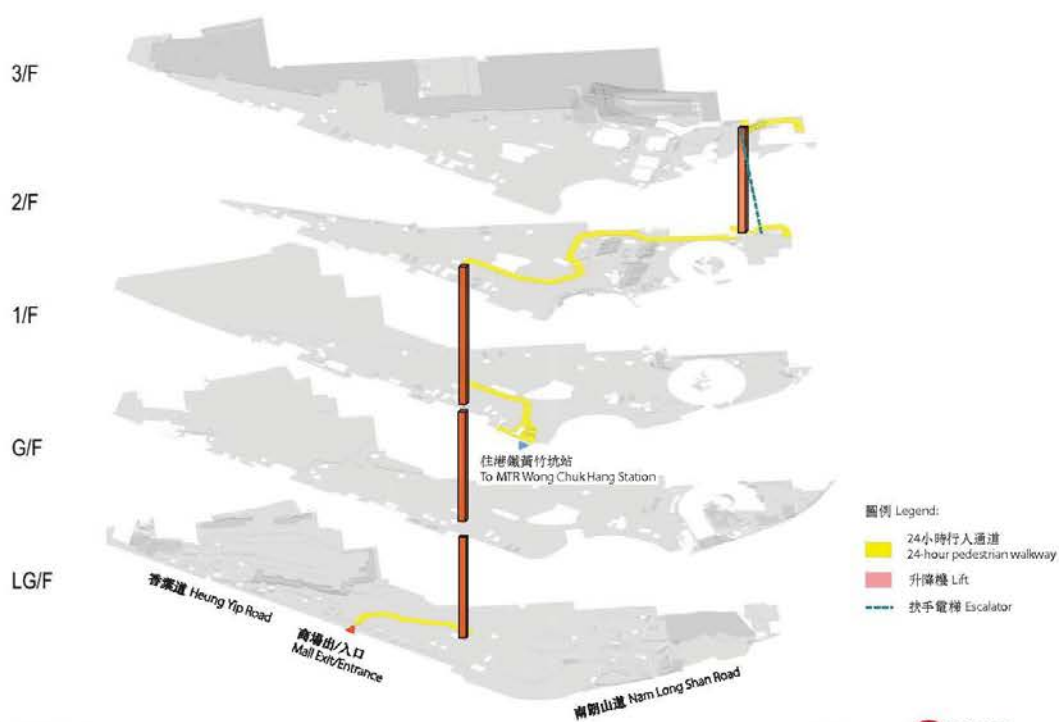 3/F
2/F
1/F
G/F
LG/F
往港鐵黃竹坑站
To MTR Wong Chuk Hang Station
香葉道 Heung Yip Road
商場出/入口
Mall Exit/Entrance
南朗山道 Nam Long Shan Road
圖例 Legend:
24小時行人通道
24-hour pedestrian walkway
升降機 Lift
扶手電梯 Escalator